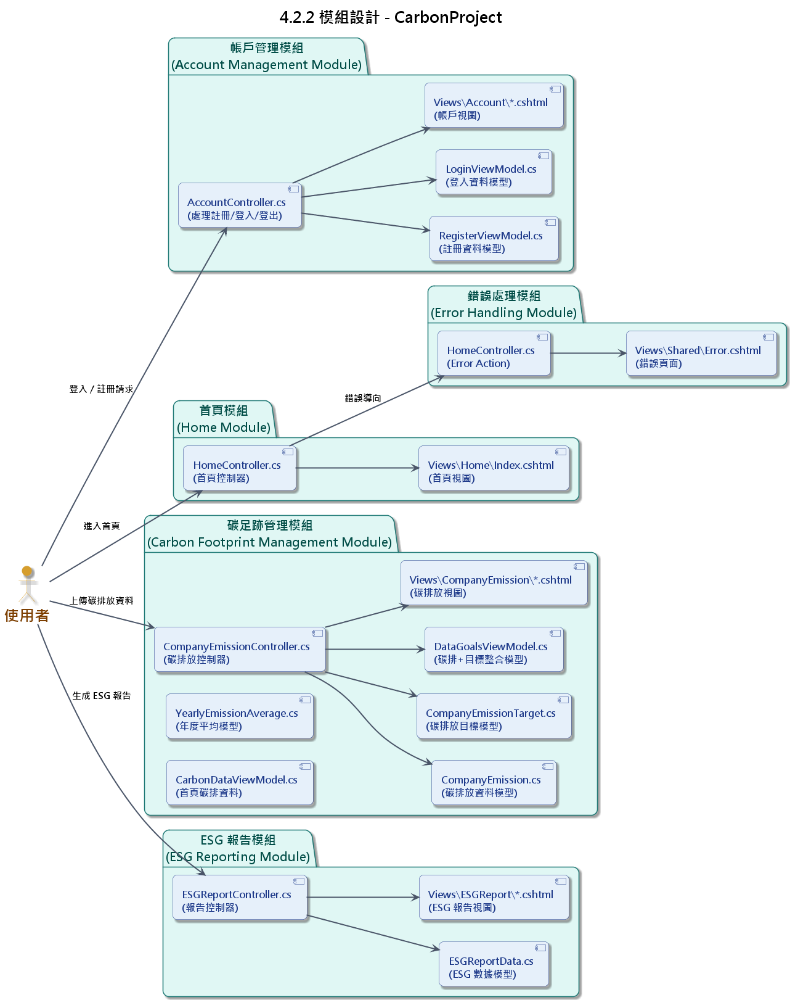 4.2.2 模組設計 - CarbonProject
帳戶管理模組
(Account Management Module)
Views\Account\*.cshtml
(帳戶視圖)
LoginViewModel.cs
(登入資料模型)
AccountController.cs
(處理註冊/登入/登出)
RegisterViewModel.cs
(註冊資料模型)
錯誤處理模組
(Error Handling Module)
HomeController.cs
(Error Action)
Views\Shared\Error.cshtml
(錯誤頁面)
登入 / 註冊請求
錯誤導向
首頁模組
(Home Module)
HomeController.cs
(首頁控制器)
Views\Home\Index.cshtml
(首頁視圖)
進入首頁
碳足跡管理模組
(Carbon Footprint Management Module)
Views\CompanyEmission\*.cshtml
(碳排放視圖)
使用者
上傳碳排放資料
CompanyEmissionController.cs
(碳排放控制器)
DataGoalsViewModel.cs
(碳排+目標整合模型)
生成 ESG 報告
YearlyEmissionAverage.cs
(年度平均模型)
CompanyEmissionTarget.cs
(碳排放目標模型)
CarbonDataViewModel.cs
(首頁碳排資料)
CompanyEmission.cs
(碳排放資料模型)
ESG 報告模組
(ESG Reporting Module)
ESGReportController.cs
(報告控制器)
Views\ESGReport\*.cshtml
(ESG 報告視圖)
ESGReportData.cs
(ESG 數據模型)